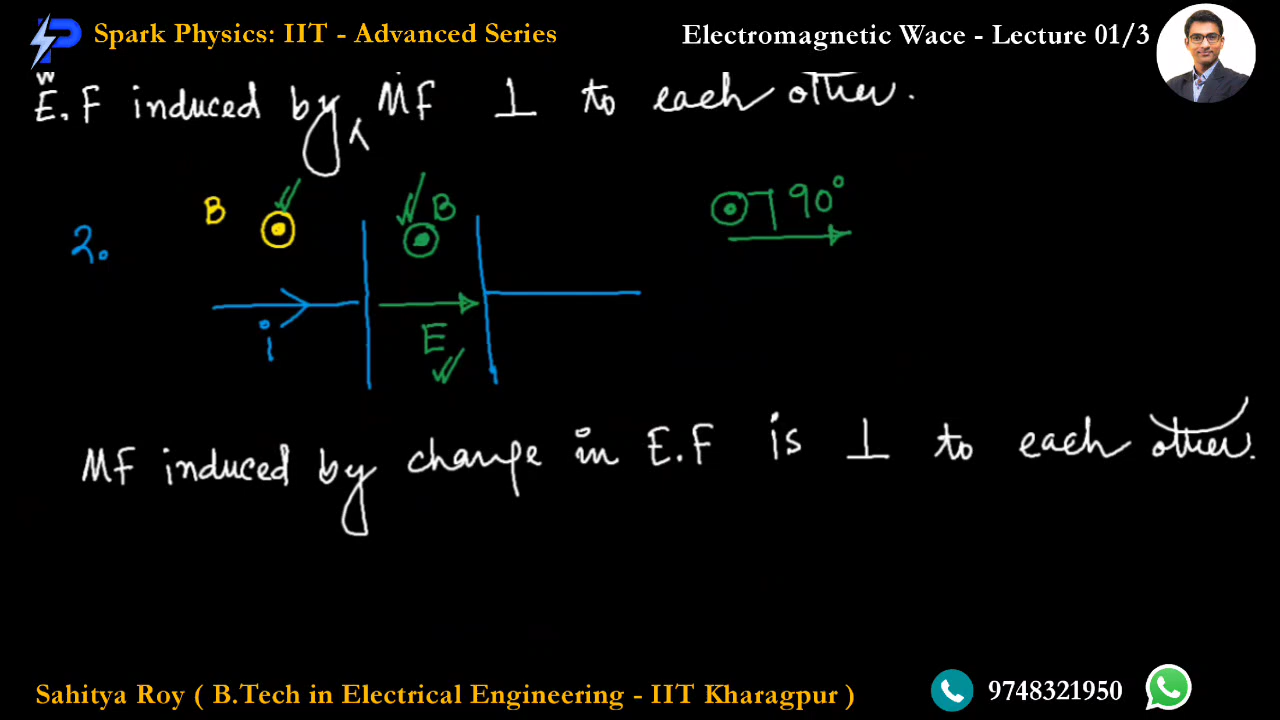 Spark Physics: IIT - Advanced Series
Electromagnetic Wace - Lecture 01/3
E.F induced by MF ⊥ to each other.
B
B
90°
2.
i
E
MF induced by change in E.F is ⊥ to each other.
Sahitya Roy ( B.Tech in Electrical Engineering - IIT Kharagpur )
9748321950